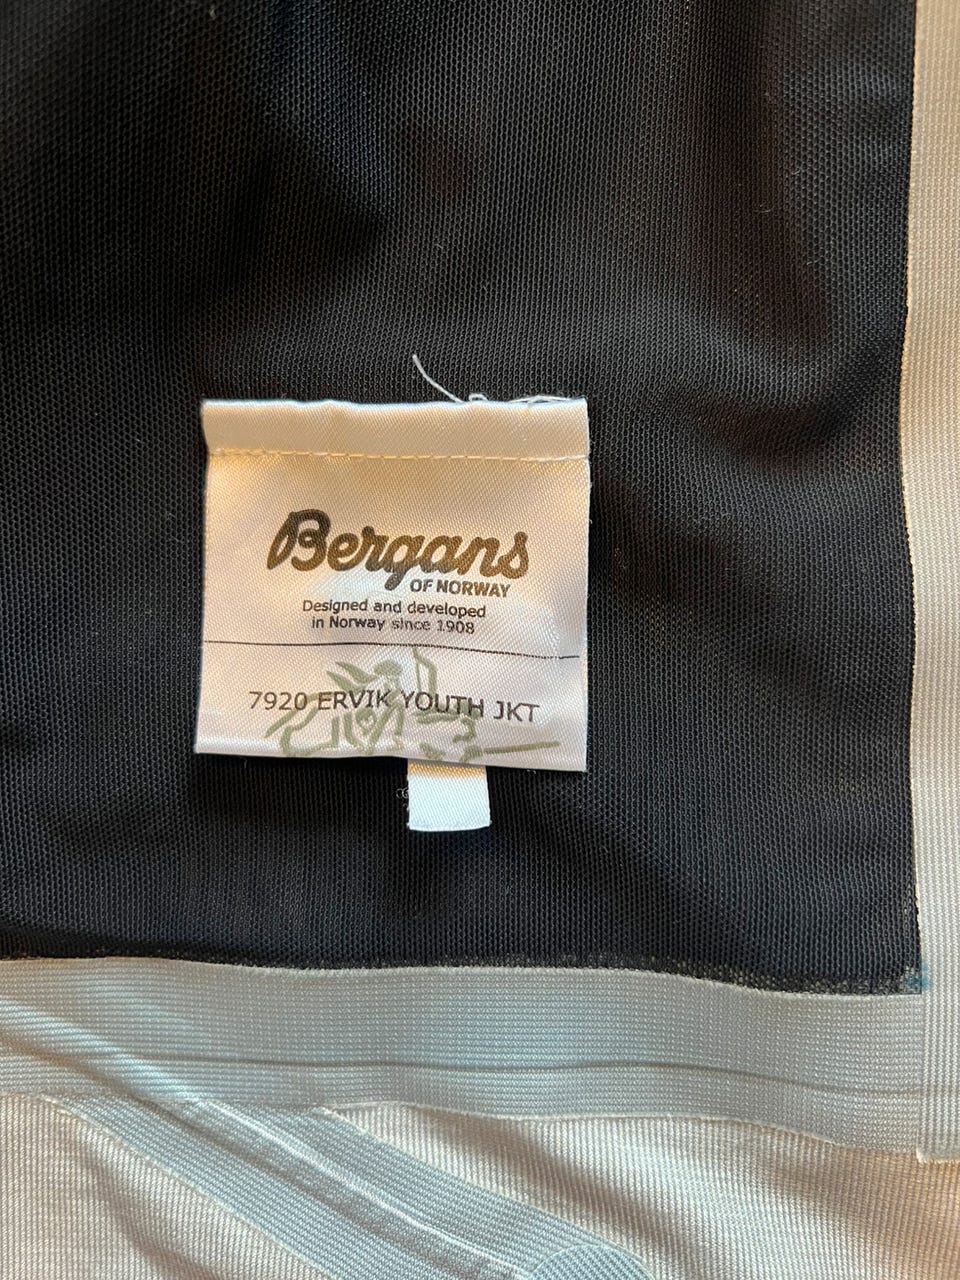 Bergans
OF NORWAY
Designed and developed
in Norway since 1908
7920 ERVIK YOUTH JKT